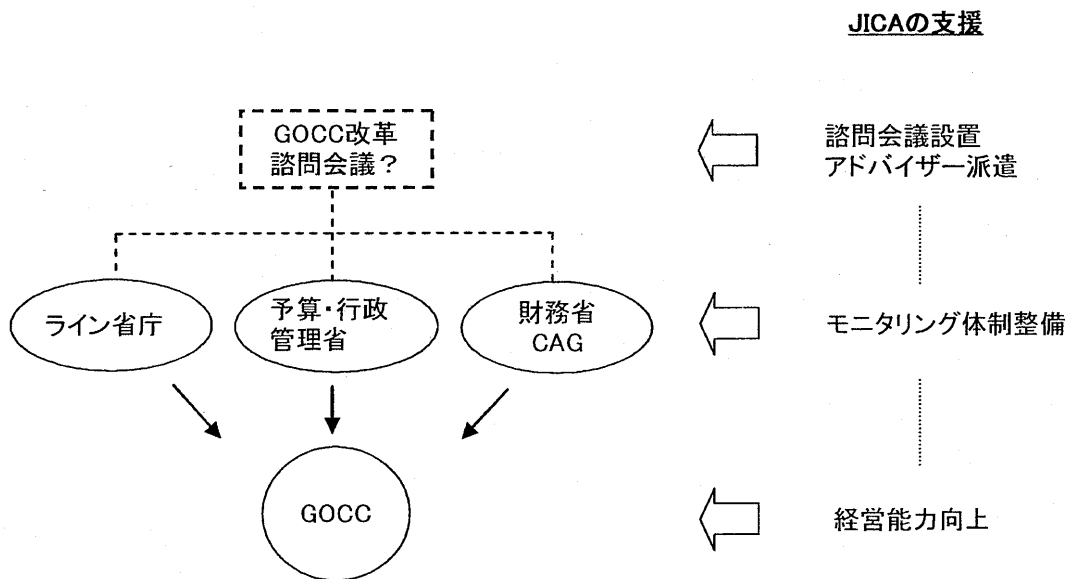 JICAの支援
GOCC改革
諮問会議？
諮問会議設置
アドバイザー派遣
ライン省庁
予算・行政
管理省
財務省
CAG
モニタリング体制整備
GOCC
経営能力向上